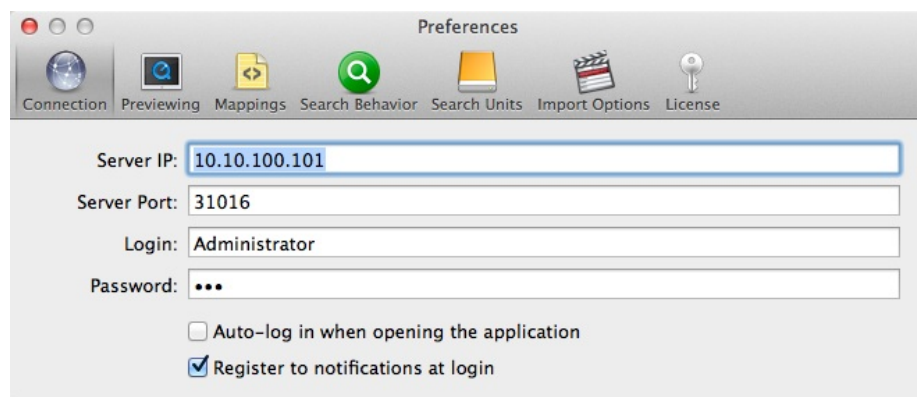 Preferences
Connection Previewing Mappings Search Behavior Search Units Import Options License
Server IP: 10.10.100.101
Server Port: 31016
Login: Administrator
Password: •••
Auto-log in when opening the application
Register to notifications at login